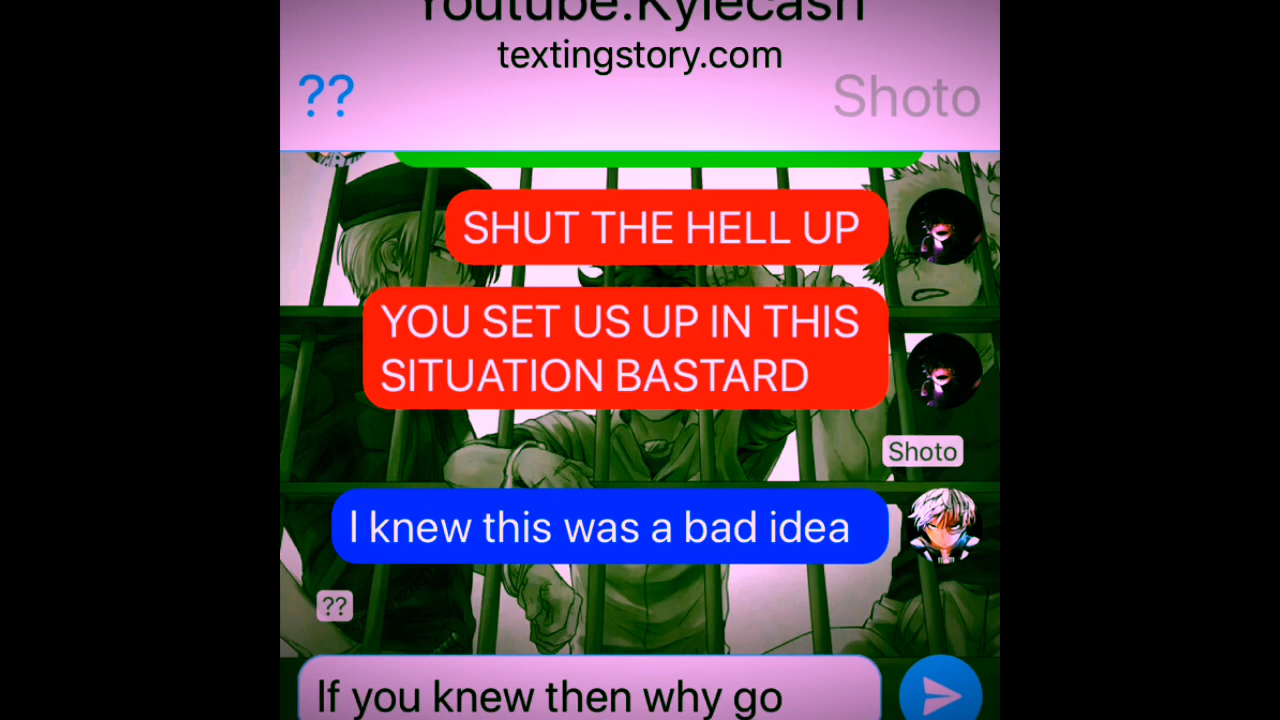 Youtube:Kylecash
textingstory.com
??
Shoto
SHUT THE HELL UP
YOU SET US UP IN THIS
SITUATION BASTARD
Shoto
I knew this was a bad idea
??
If you knew then why go